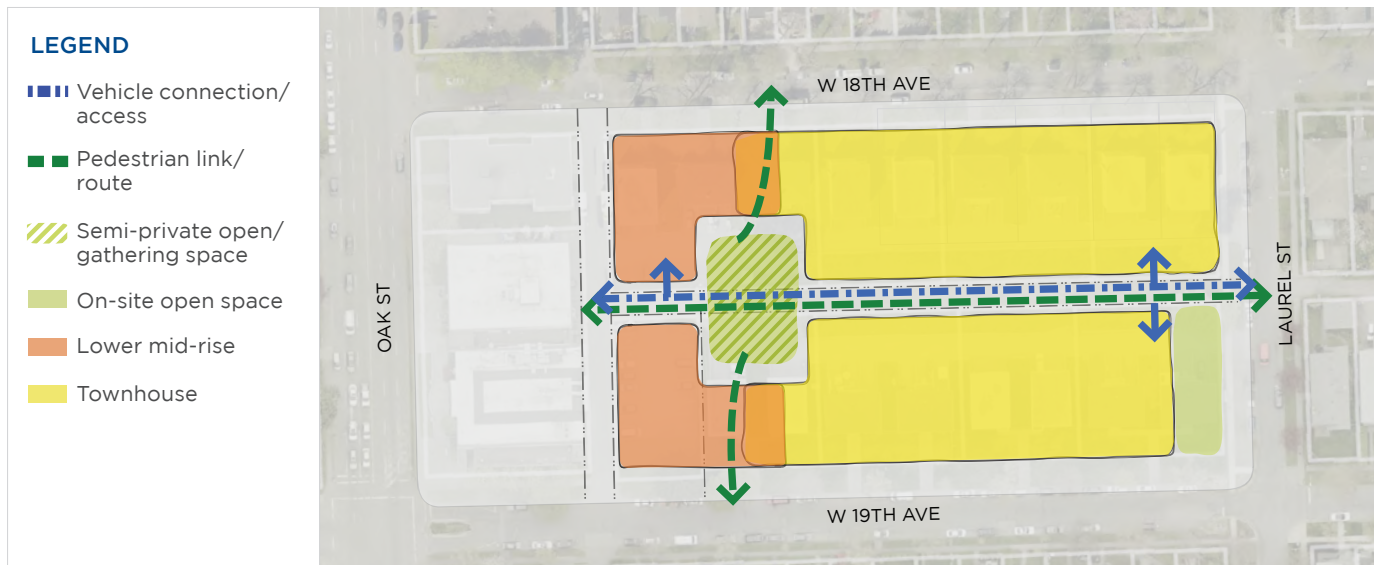 LEGEND
Vehicle connection/
access
Pedestrian link/
route
Semi-private open/
gathering space
On-site open space
Lower mid-rise
Townhouse
W 18TH AVE
OAK ST
LAUREL ST
W 19TH AVE